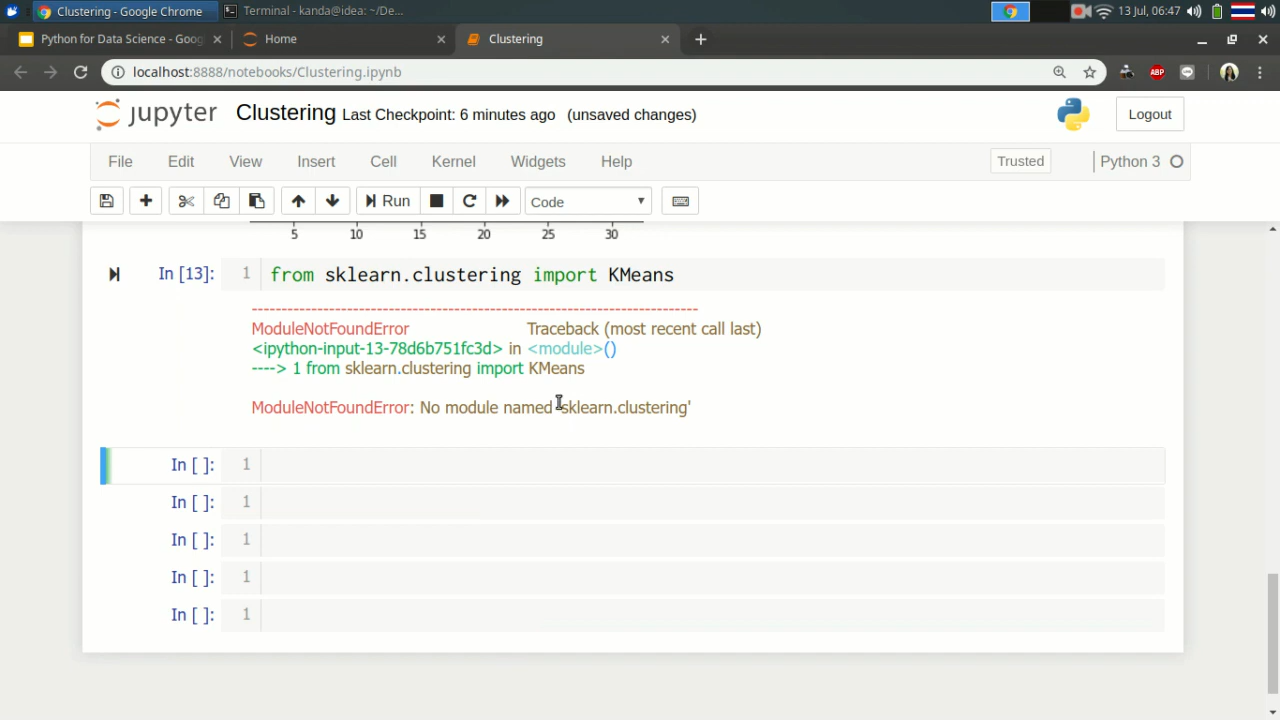 Clustering - Google Chrome
Terminal - kanda@idea: ~/De...
13 Jul, 06:47
Python for Data Science - Goog
Home
Clustering
localhost:8888/notebooks/Clustering.ipynb
ABP
jupyter Clustering Last Checkpoint: 6 minutes ago (unsaved changes)
Logout
File Edit View Insert Cell Kernel Widgets Help
Trusted
Python 3
Run
Code
5 10 15 20 25 30
In [13]: 1 from sklearn.clustering import KMeans
---------------------------------------------------------------------------
ModuleNotFoundError Traceback (most recent call last)
<ipython-input-13-78d6b751fc3d> in <module>()
----> 1 from sklearn.clustering import KMeans
ModuleNotFoundError: No module named 'sklearn.clustering'
In [ ]: 1
In [ ]: 1
In [ ]: 1
In [ ]: 1
In [ ]: 1